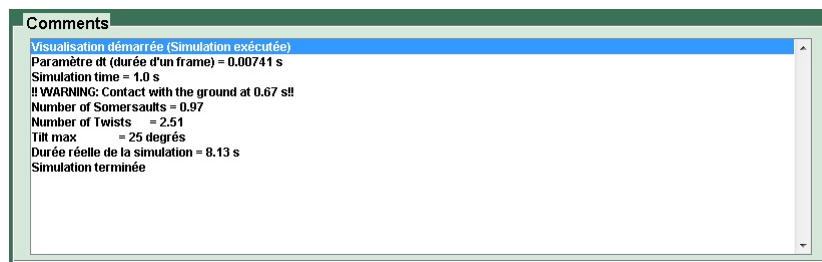 Comments
Visualisation démarrée (Simulation exécutée)
Paramètre dt (durée d'un frame) = 0.00741 s
Simulation time = 1.0 s
!! WARNING: Contact with the ground at 0.67 s!!
Number of Somersaults = 0.97
Number of Twists = 2.51
Tilt max = 25 degrés
Durée réelle de la simulation = 8.13 s
Simulation terminée